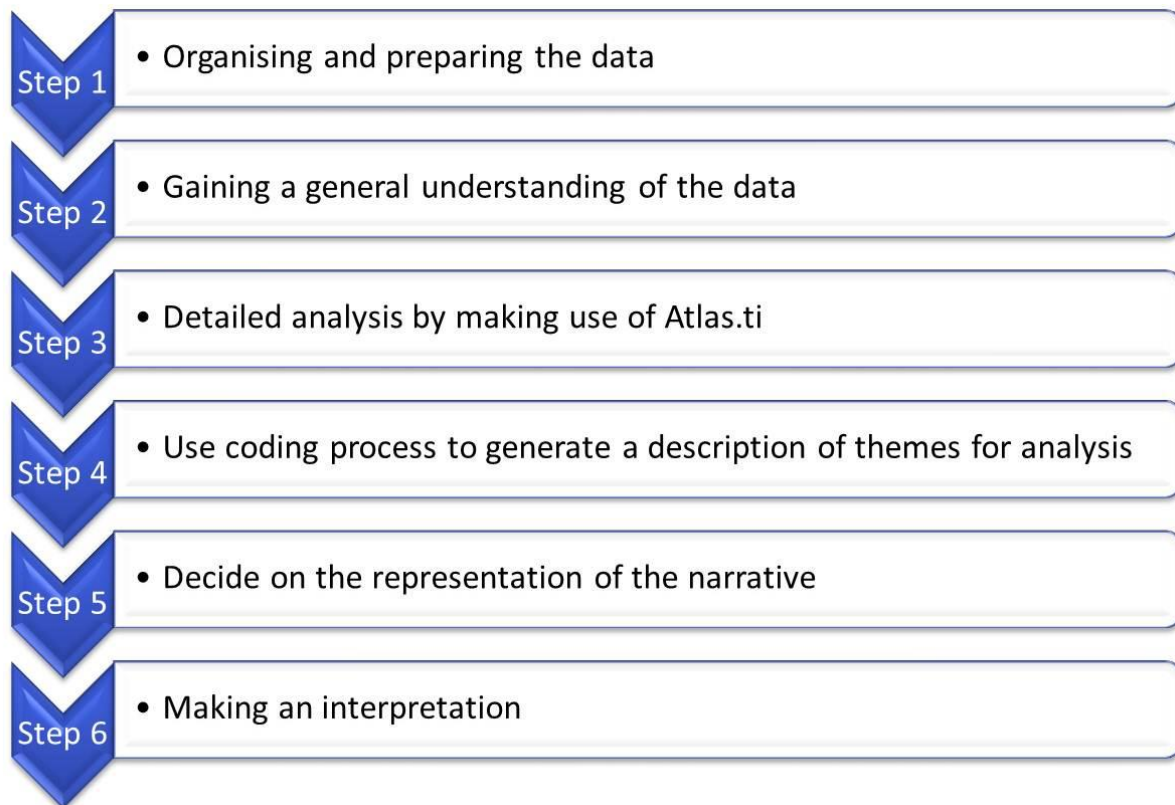 Step 1
• Organising and preparing the data
Step 2
• Gaining a general understanding of the data
Step 3
• Detailed analysis by making use of Atlas.ti
Step 4
• Use coding process to generate a description of themes for analysis
Step 5
• Decide on the representation of the narrative
Step 6
• Making an interpretation